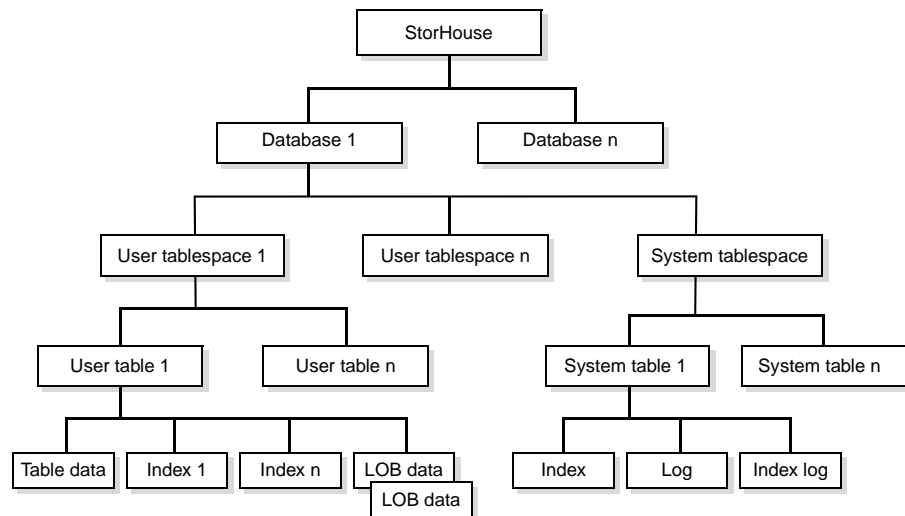 StorHouse
Database 1
Database n
User tablespace 1
User tablespace n
System tablespace
User table 1
User table n
System table 1
System table n
Table data
Index 1
Index n
LOB data
Index
Log
Index log
LOB data